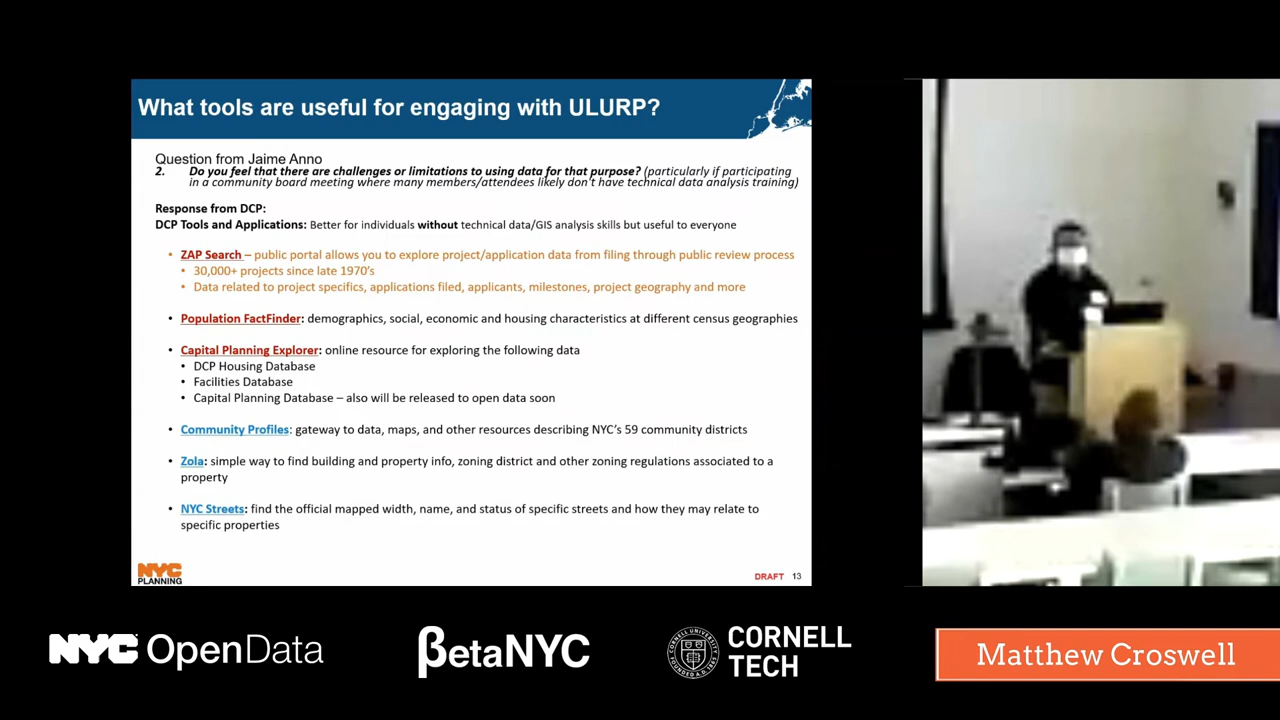 What tools are useful for engaging with ULURP?
Question from Jaime Anno
2. Do you feel that there are challenges or limitations to using data for that purpose? (particularly if participating
in a community board meeting where many members/attendees likely don't have technical data analysis training)
Response from DCP:
DCP Tools and Applications: Better for individuals without technical data/GIS analysis skills but useful to everyone
• ZAP Search – public portal allows you to explore project/application data from filing through public review process
• 30,000+ projects since late 1970's
• Data related to project specifics, applications filed, applicants, milestones, project geography and more
• Population FactFinder: demographics, social, economic and housing characteristics at different census geographies
• Capital Planning Explorer: online resource for exploring the following data
• DCP Housing Database
• Facilities Database
• Capital Planning Database – also will be released to open data soon
• Community Profiles: gateway to data, maps, and other resources describing NYC's 59 community districts
• Zola: simple way to find building and property info, zoning district and other zoning regulations associated to a
property
• NYC Streets: find the official mapped width, name, and status of specific streets and how they may relate to
specific properties
NYC
PLANNING
DRAFT 13
NYC OpenData
βetaNYC
CORNELL
TECH
Matthew Croswell